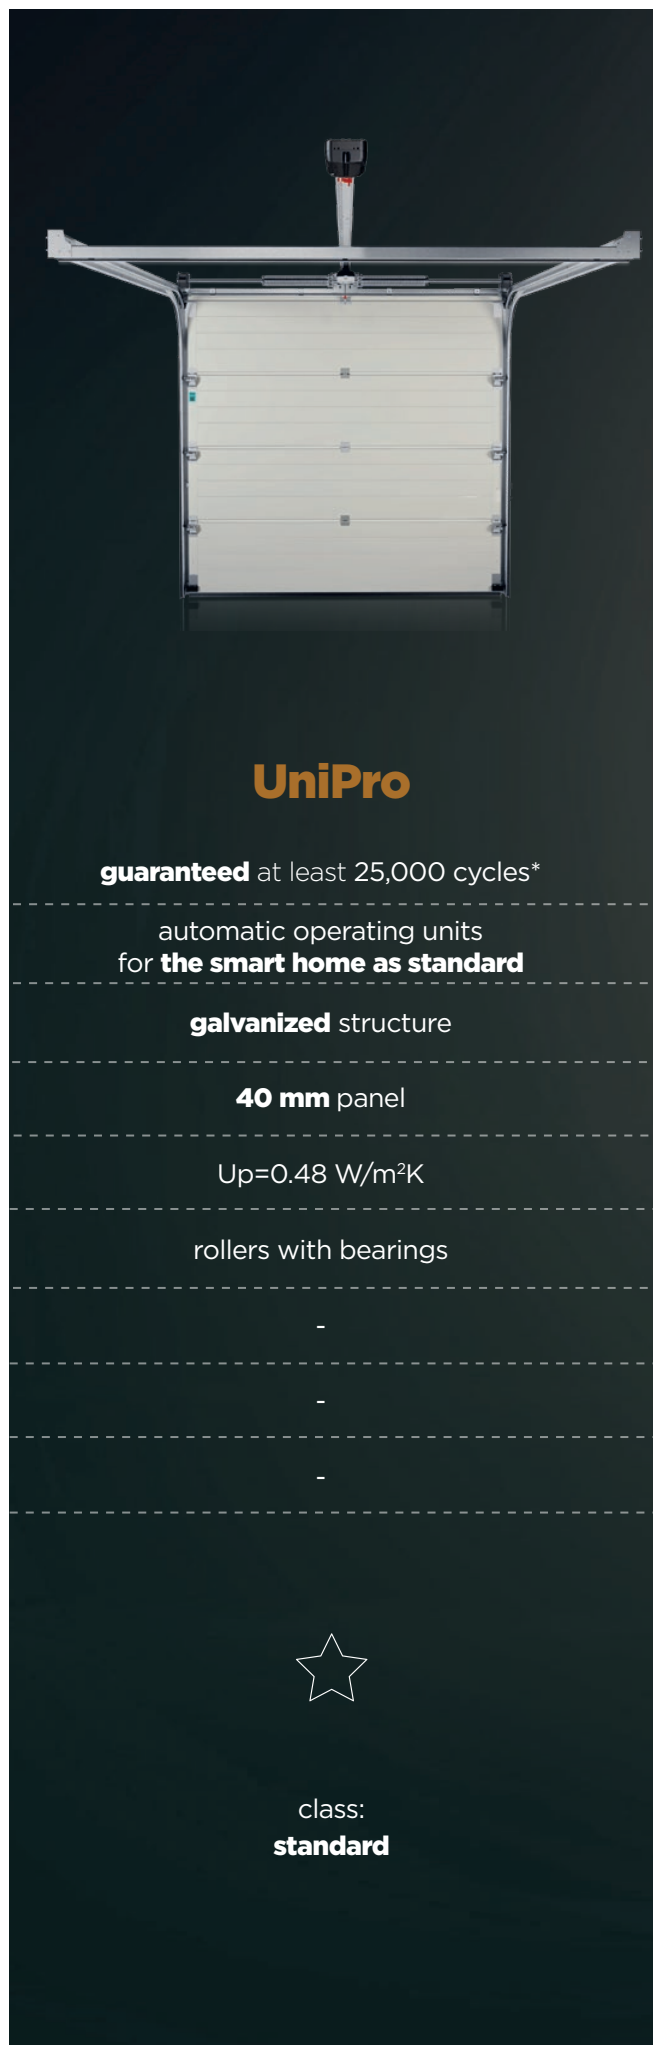 UniPro
guaranteed at least 25,000 cycles*
automatic operating units
for the smart home as standard
galvanized structure
40 mm panel
Up=0.48 W/m²K
rollers with bearings
-
-
-
class:
standard